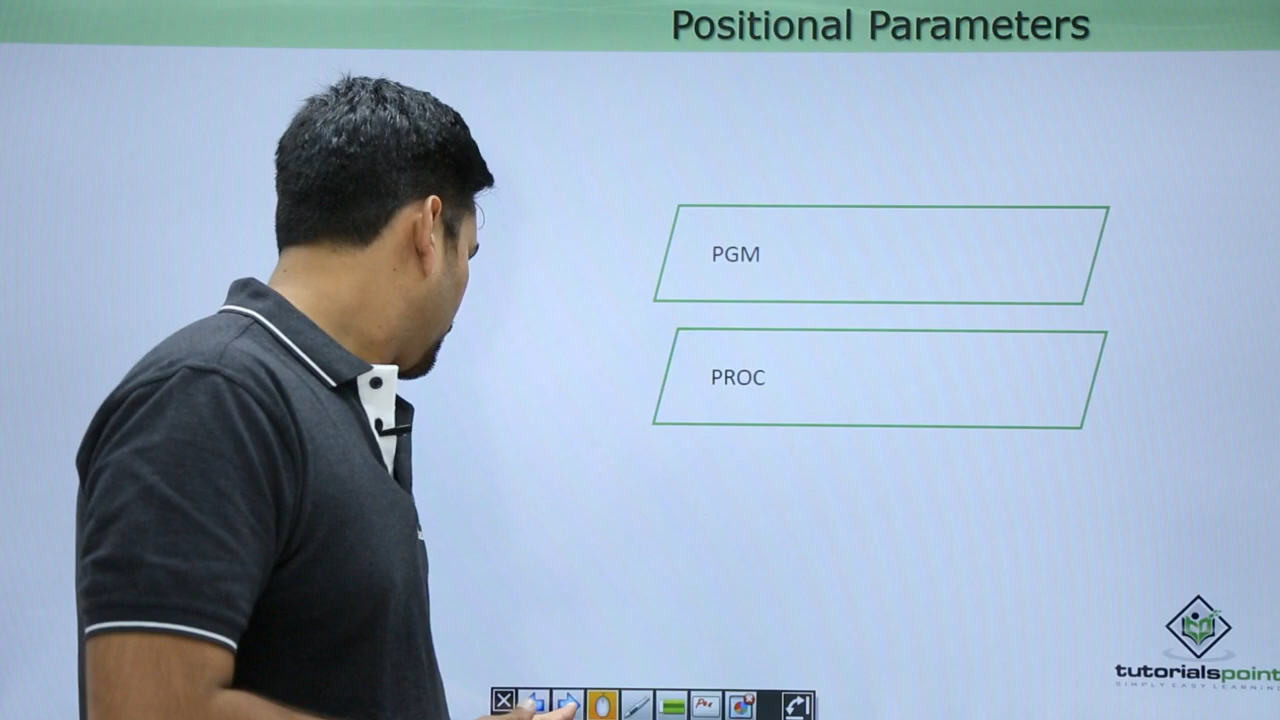 Positional Parameters
PGM
PROC
tutorialspoint
SIMPLY EASY LEARNING